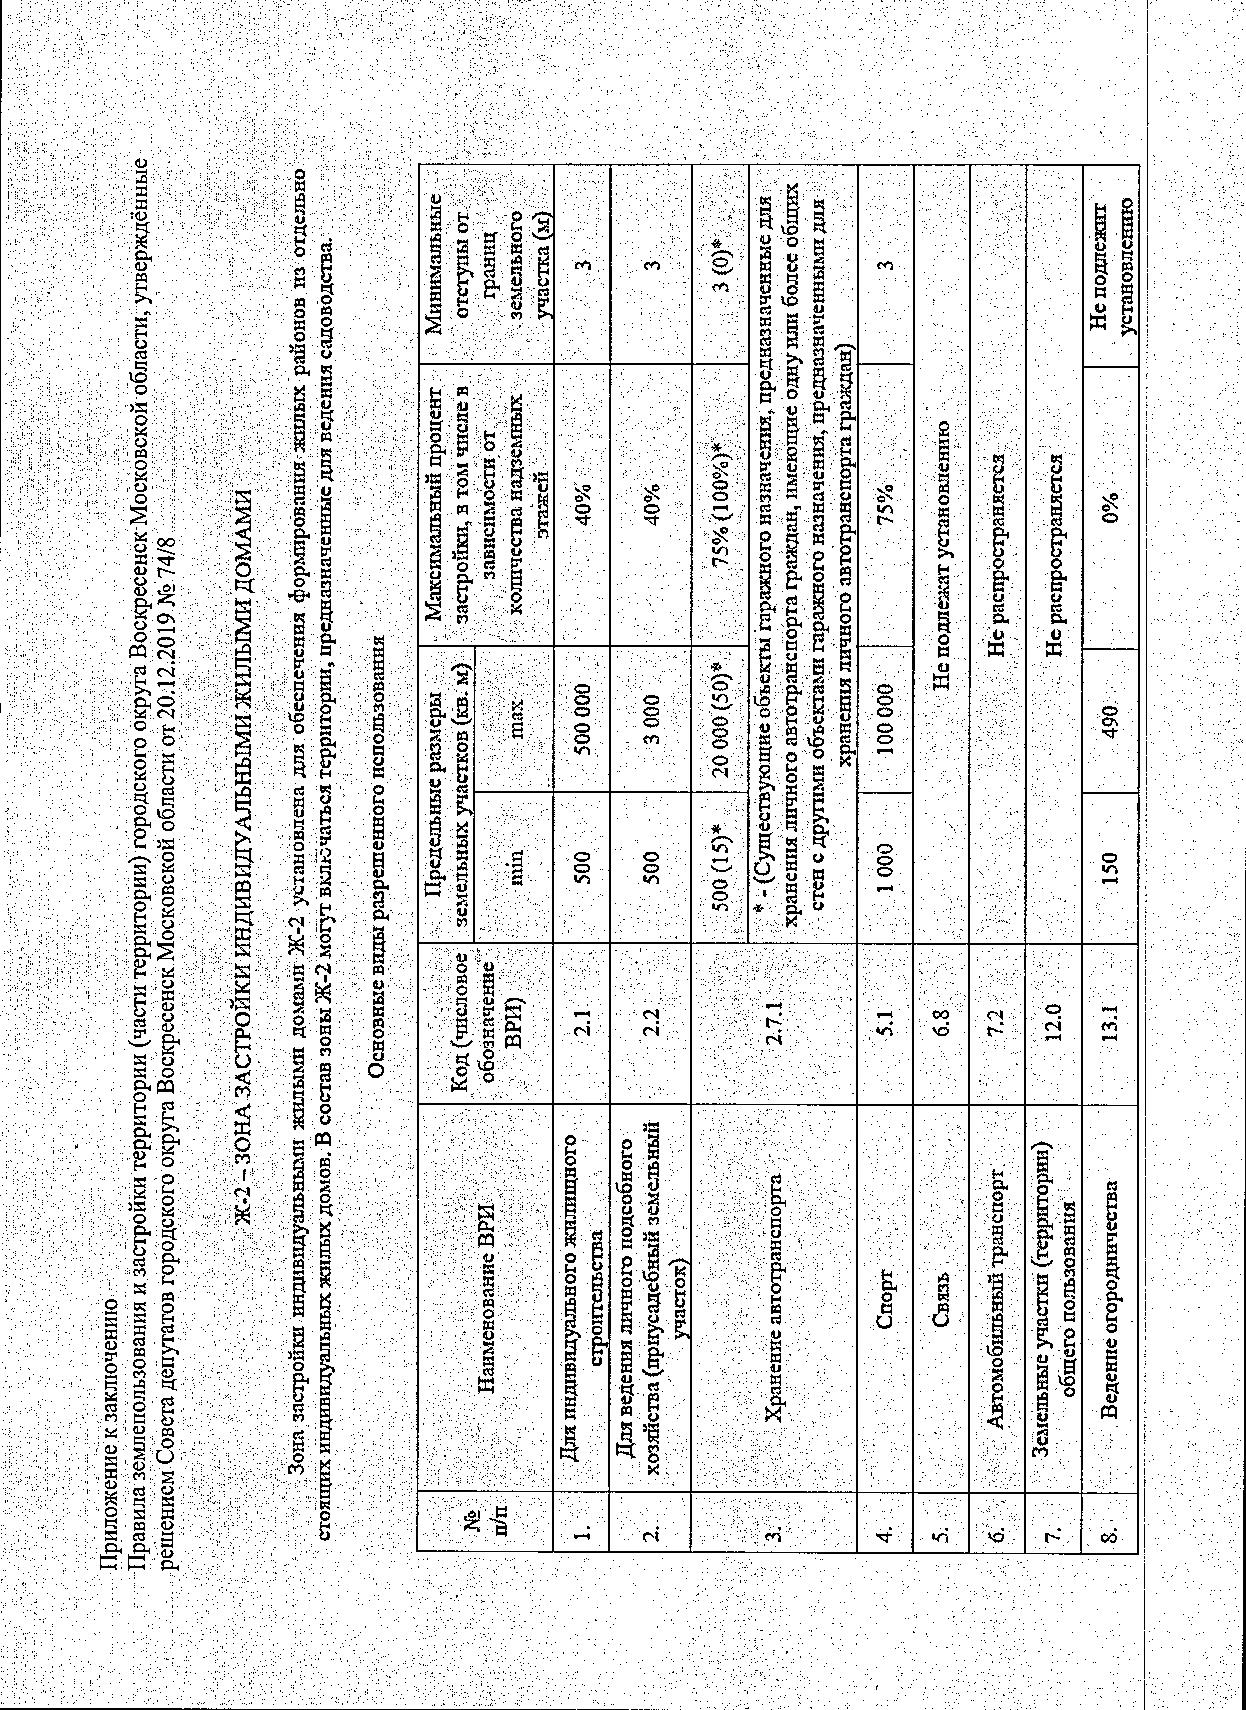 Приложение к заключению
Правила землепользования и застройки территории (части территории) городского округа Воскресенск Московской области, утверждённые
решением Совета депутатов городского округа Воскресенск Московской области от 20.12.2019 № 74/8
Ж-2 – ЗОНА ЗАСТРОЙКИ ИНДИВИДУАЛЬНЫМИ ЖИЛЫМИ ДОМАМИ
Зона застройки индивидуальными жилыми домами Ж-2 установлена для обеспечения формирования жилых районов из отдельно
стоящих индивидуальных жилых домов. В состав зоны Ж-2 могут включаться территории, предназначенные для ведения садоводства.
Основные виды разрешенного использования
№
п/п
Наименование ВРИ
Код (числовое
обозначение
ВРИ)
Предельные размеры
земельных участков (кв. м)
min
max
Максимальный процент
застройки, в том числе в
зависимости от
количества надземных
этажей
Минимальные
отступы от
границ
земельного
участка (м)
1.
Для индивидуального жилищного
строительства
2.1
500
500 000
40%
3
2.
Для ведения личного подсобного
хозяйства (приусадебный земельный
участок)
2.2
500
3 000
40%
3
3.
Хранение автотранспорта
2.7.1
500 (15)*
20 000 (50)*
75% (100%)*
3 (0)*
* - (Существующие объекты гаражного назначения, предназначенные для
хранения личного автотранспорта граждан, имеющие одну или более общих
стен с другими объектами гаражного назначения, предназначенными для
хранения личного автотранспорта граждан)
4.
Спорт
5.1
1 000
100 000
75%
3
5.
Связь
6.8
Не подлежат установлению
6.
Автомобильный транспорт
7.2
Не распространяется
7.
Земельные участки (территории)
общего пользования
12.0
Не распространяется
8.
Ведение огородничества
13.1
150
490
0%
Не подлежит
установлению